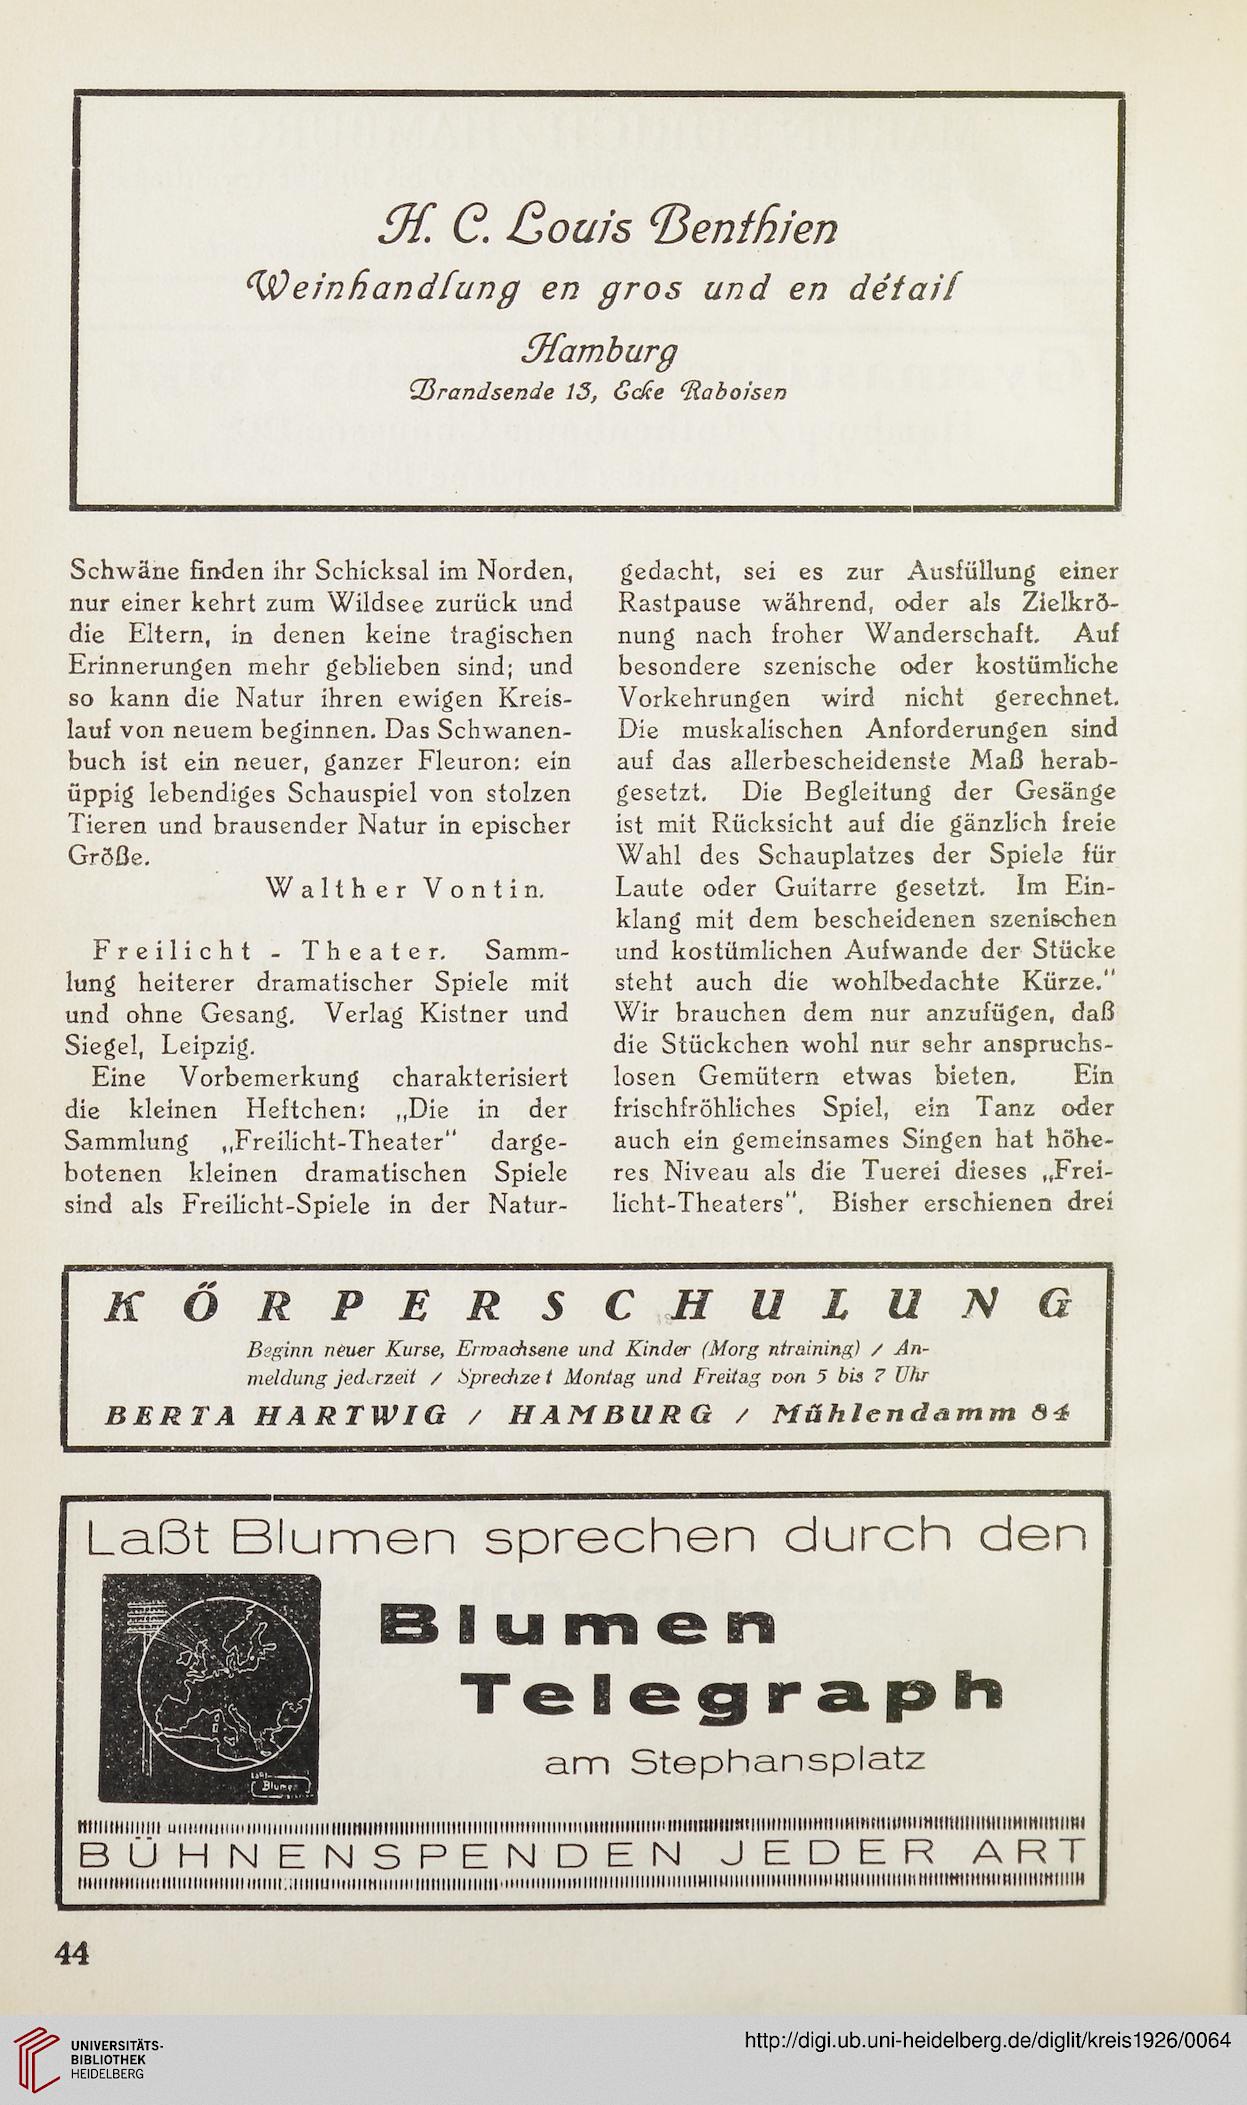 H. C. Louis Benthien
Weinhandlung en gros und en détail
Hamburg
Brandsende 13, Ecke Raboisen
Schwäne finden ihr Schicksal im Norden,
nur einer kehrt zum Wildsee zurück und
die Eltern, in denen keine tragischen
Erinnerungen mehr geblieben sind; und
so kann die Natur ihren ewigen Kreis-
lauf von neuem beginnen. Das Schwanen-
buch ist ein neuer, ganzer Fleuron: ein
üppig lebendiges Schauspiel von stolzen
Tieren und brausender Natur in epischer
Größe.
Walther Vontin.
Freilicht - Theater. Samm-
lung heiterer dramatischer Spiele mit
und ohne Gesang. Verlag Kistner und
Siegel, Leipzig.
Eine Vorbemerkung charakterisiert
die kleinen Heftchen: „Die in der
Sammlung „Freilicht-Theater" darge-
botenen kleinen dramatischen Spiele
sind als Freilicht-Spiele in der Natur-
gedacht, sei es zur Ausfüllung einer
Rastpause während, oder als Zielkrö-
nung nach froher Wanderschaft. Auf
besondere szenische oder kostümliche
Vorkehrungen wird nicht gerechnet.
Die muskalischen Anforderungen sind
auf das allerbescheidenste Maß herab-
gesetzt. Die Begleitung der Gesänge
ist mit Rücksicht auf die gänzlich freie
Wahl des Schauplatzes der Spiele für
Laute oder Guitarre gesetzt. Im Ein-
klang mit dem bescheidenen szenischen
und kostümlichen Aufwande der Stücke
steht auch die wohlbedachte Kürze."
Wir brauchen dem nur anzufügen, daß
die Stückchen wohl nur sehr anspruchs-
losen Gemütern etwas bieten. Ein
frischfröhliches Spiel, ein Tanz oder
auch ein gemeinsames Singen hat höhe-
res Niveau als die Tuerei dieses „Frei-
licht-Theaters". Bisher erschienen drei
KÖRPERSCHULUNG
Beginn neuer Kurse, Erwachsene und Kinder (Morg ntraining) / An-
meldung jederzeit / Sprechze t Montag und Freitag von 5 bis 7 Uhr
BERTA HARTWIG / HAMBURG / Mühlendamm 84
Laßt Blumen sprechen durch den
Blumen
Telegraph
am Stephansplatz
Blumen
BÜHNENSPENDEN JEDER ART
44
UNIVERSITÄTS-
BIBLIOTHEK
HEIDELBERG
http://digi.ub.uni-heidelberg.de/diglit/kreis1926/0064